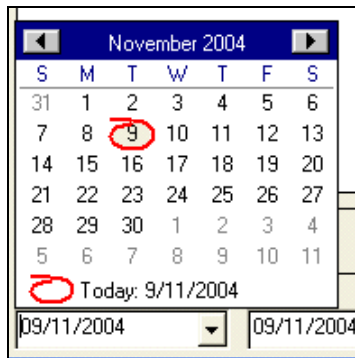 November 2004
S M T W T F S
31 1 2 3 4 5 6
7 8 9 10 11 12 13
14 15 16 17 18 19 20
21 22 23 24 25 26 27
28 29 30 1 2 3 4
5 6 7 8 9 10 11
Today: 9/11/2004
09/11/2004 09/11/2004